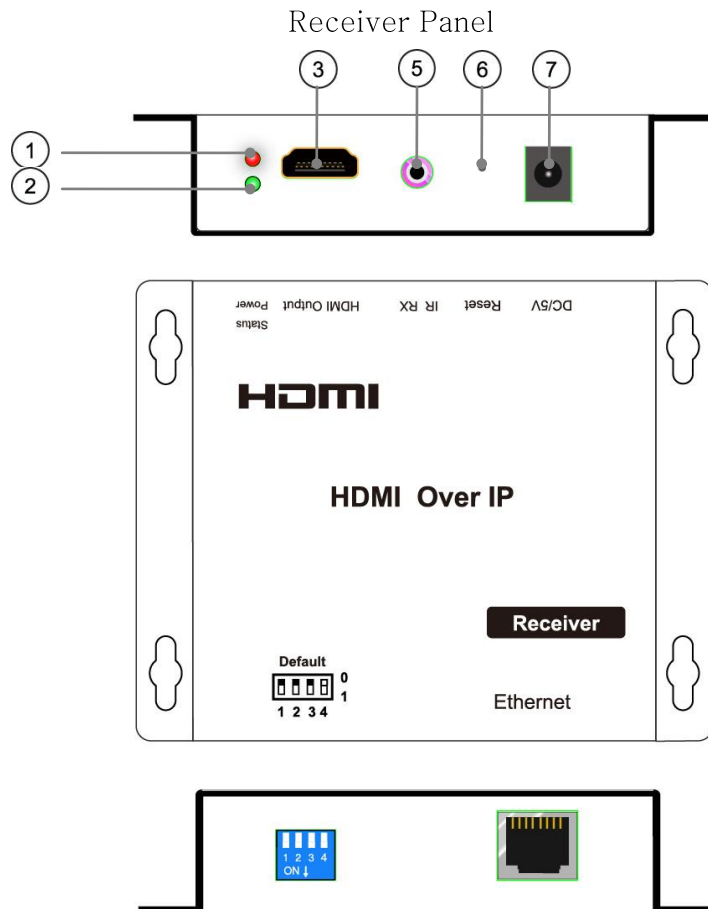 Receiver Panel
3 5 6 7
1
2
Power HDMI Output IR RX Reset DC/5V
Status
HDMI
HDMI Over IP
Receiver
Default
0
1
1 2 3 4
Ethernet
1 2 3 4
ON ↓